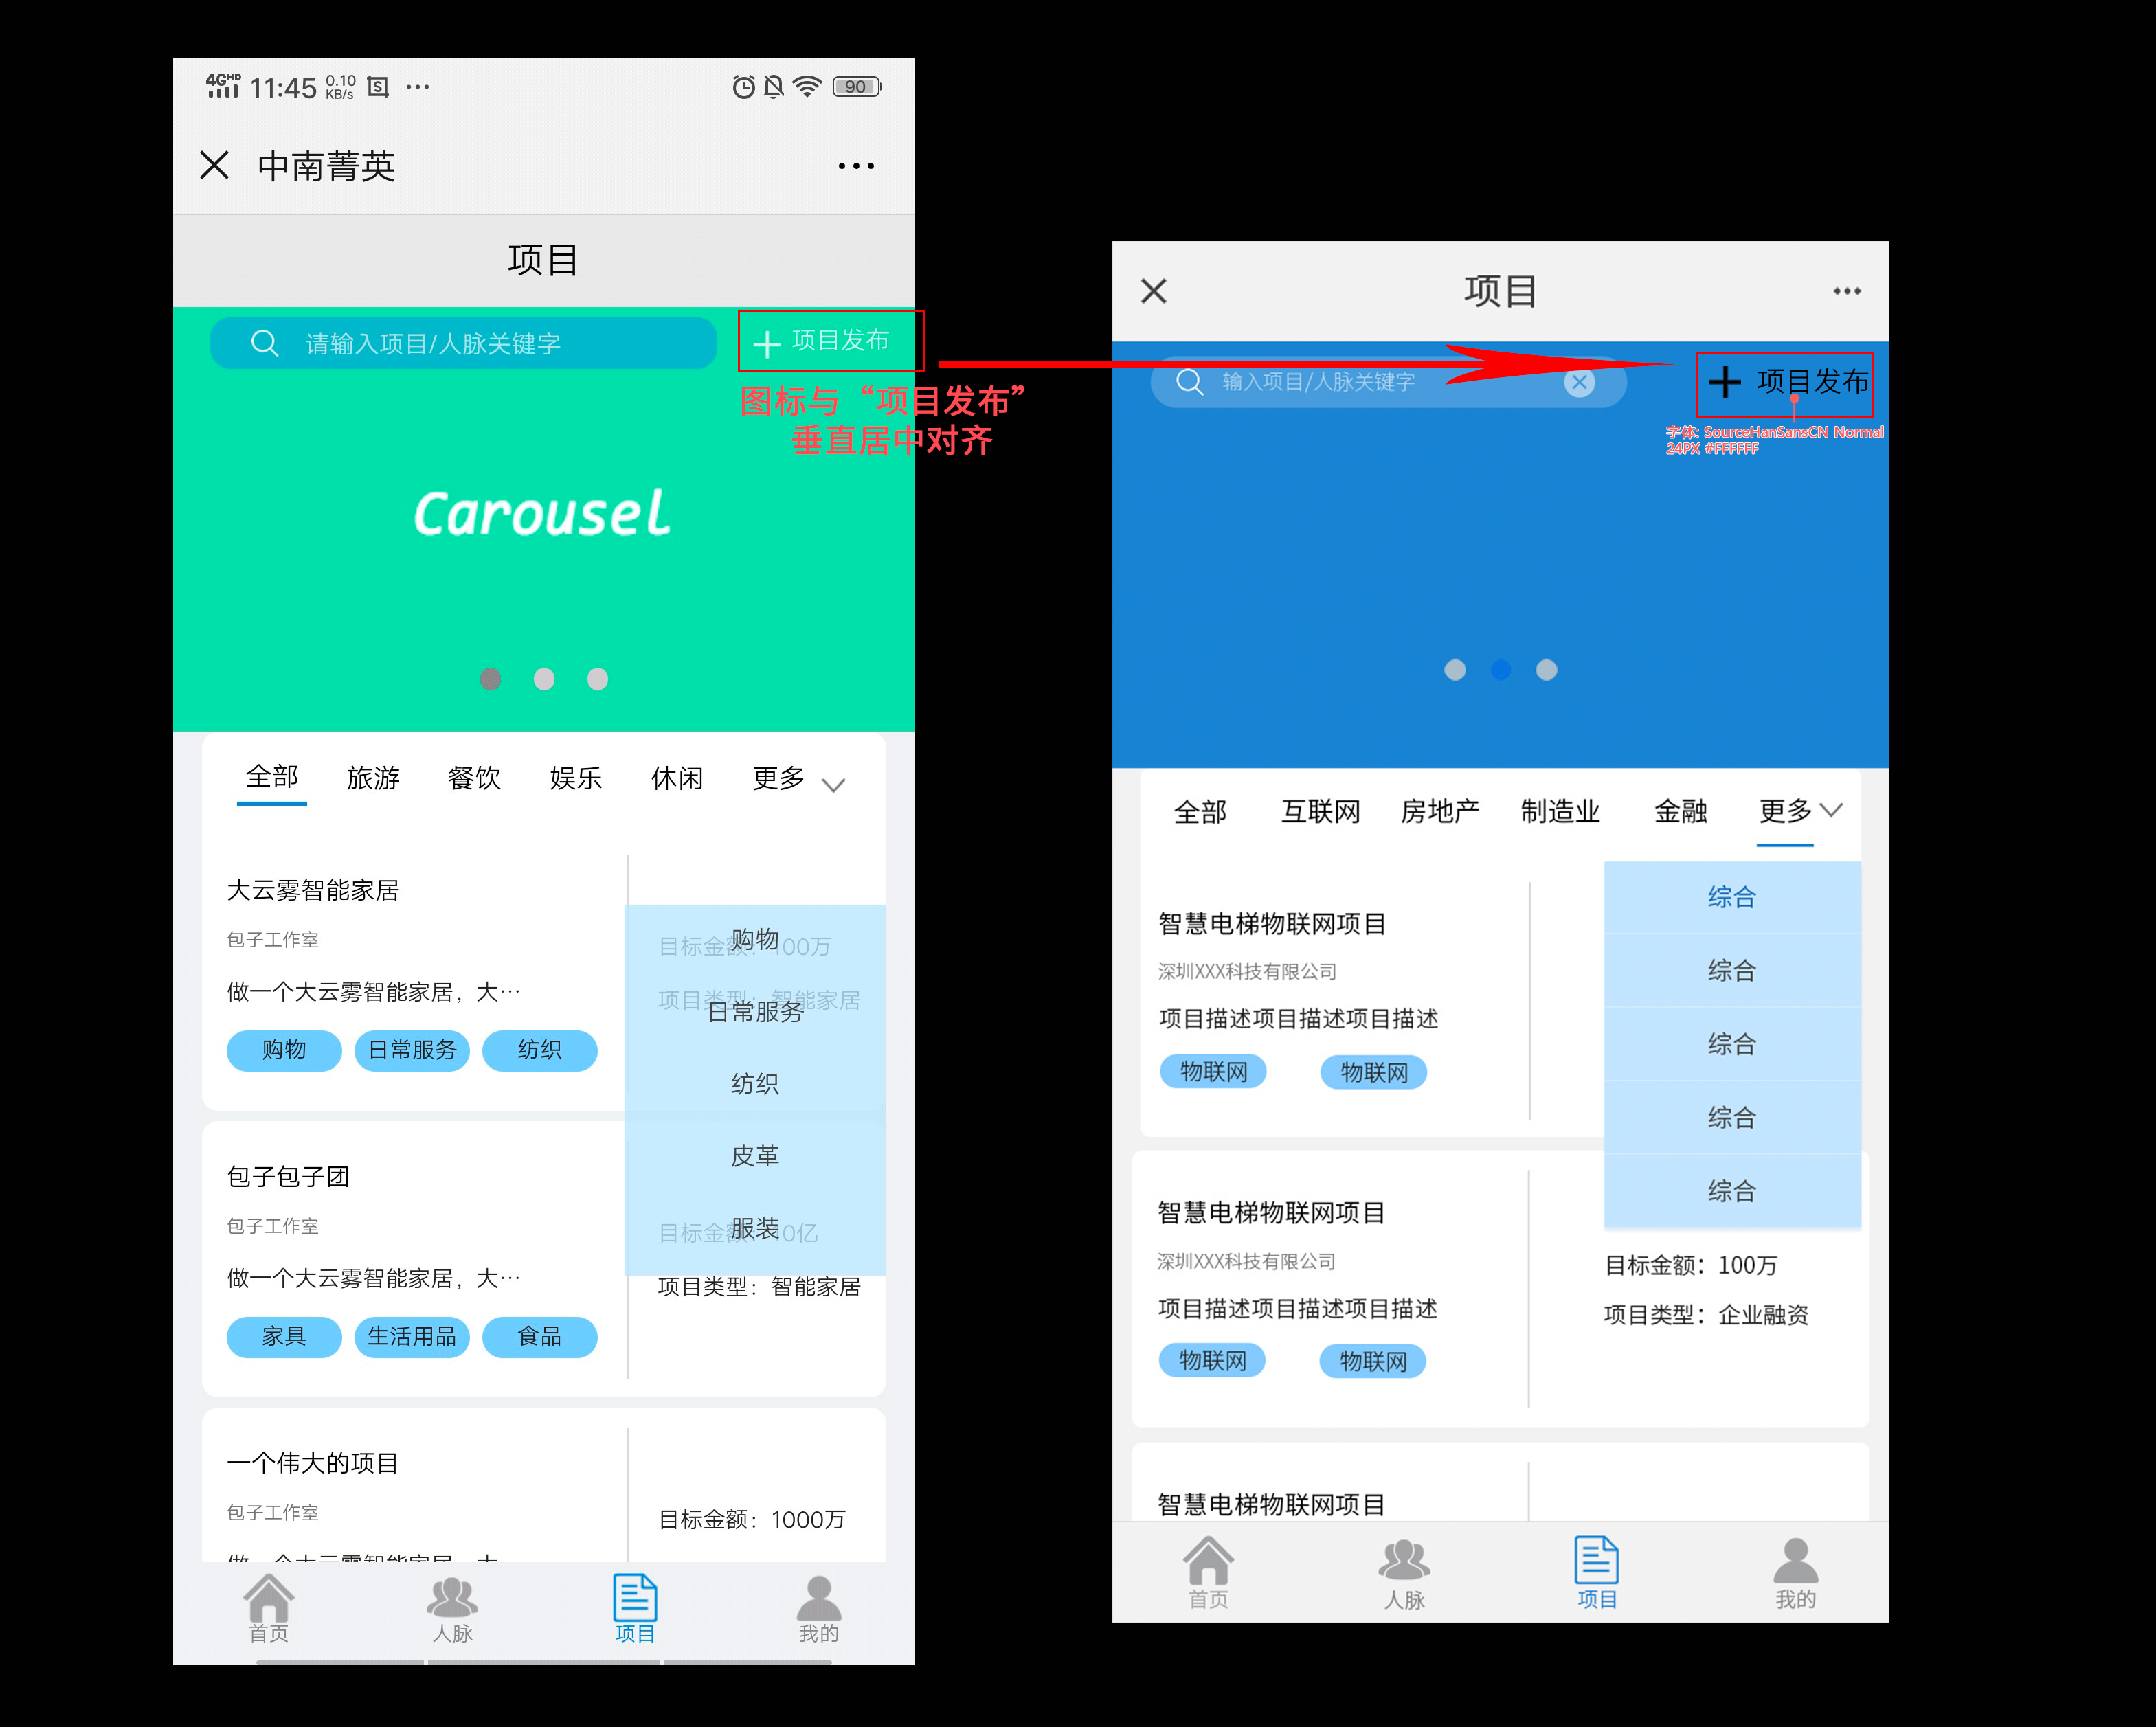 4GHD 11:45 0.10 KB/s S ... 90
中南菁英
项目
请输入项目/人脉关键字 项目发布
图标与“项目发布”
垂直居中对齐
Carousel
全部 旅游 餐饮 娱乐 休闲 更多
大云雾智能家居
包子工作室
做一个大云雾智能家居，大…
购物 日常服务 纺织
目标金额：100万
项目类型：智能家居
购物
日常服务
纺织
皮革
服装
包子包子团
包子工作室
做一个大云雾智能家居，大…
家具 生活用品 食品
目标金额：10亿
项目类型：智能家居
一个伟大的项目
包子工作室
做一个大云雾智能家居，大
目标金额：1000万
首页 人脉 项目 我的
项目
输入项目/人脉关键字 项目发布
字体: SourceHanSansCN Normal
24PX #FFFFFF
全部 互联网 房地产 制造业 金融 更多
智慧电梯物联网项目
深圳XXX科技有限公司
项目描述项目描述项目描述
物联网 物联网
综合
综合
综合
综合
综合
智慧电梯物联网项目
深圳XXX科技有限公司
项目描述项目描述项目描述
物联网 物联网
目标金额：100万
项目类型：企业融资
智慧电梯物联网项目
首页 人脉 项目 我的